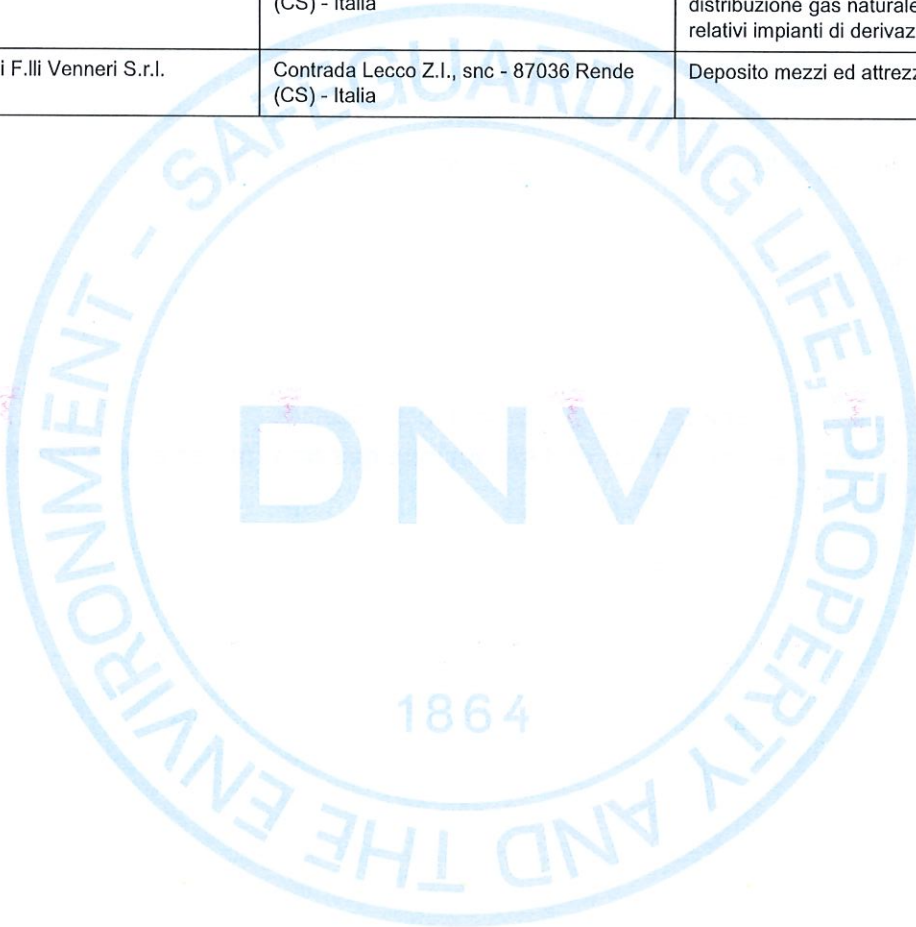 (CS) - Italia
distribuzione gas naturale
relativi impianti di derivaz
i F.lli Venneri S.r.l.
Contrada Lecco Z.I., snc - 87036 Rende
(CS) - Italia
Deposito mezzi ed attrezz
SAFEGUARDING LIFE, PROPERTY AND THE ENVIRONMENT -
DNV
1864